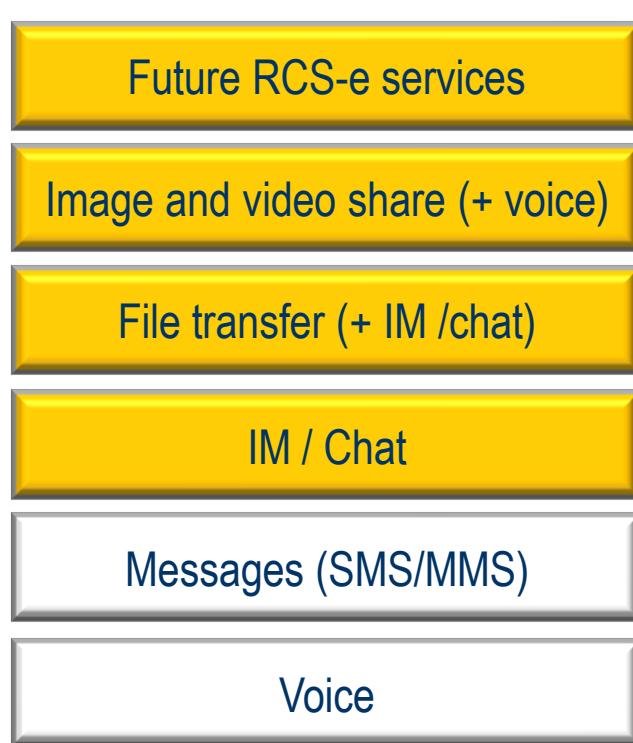 Future RCS-e services
Image and video share (+ voice)
File transfer (+ IM /chat)
IM / Chat
Messages (SMS/MMS)
Voice